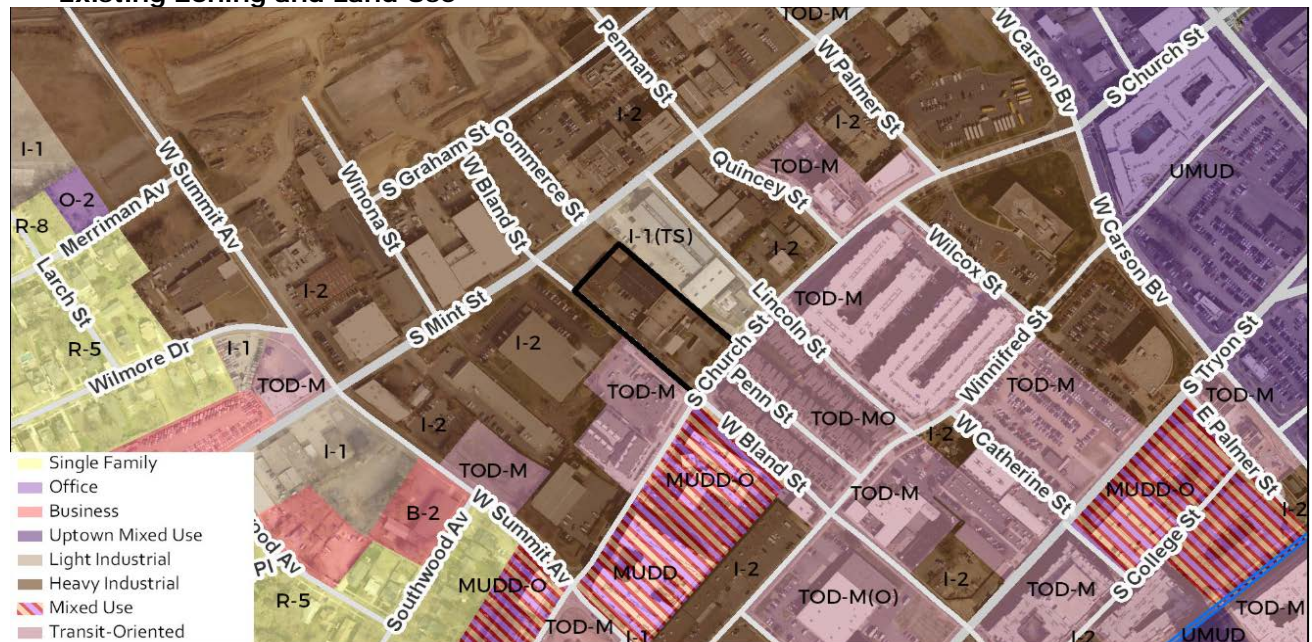 Existing Zoning and Land Use
TOD-M
W Carson Bv
S Church St
Penman St
W Palmer St
I-2
I-2
Commerce St
S Graham St
W Bland St
I-1
W Summit Av
Winona St
Quincey St
TOD-M
UMUD
O-2
Merriman Av
R-8
Larch St
I-1(TS)
I-2
W Carson Bv
Wilcox St
I-2
S Mint St
Lincoln St
TOD-M
R-5
Wilmore Dr
I-1
TOD-M
I-2
TOD-M
S Church St
Penn St
Winnifred St
TOD-M
S Tryon St
TOD-M
TOD-MO
I-2
I-1
TOD-M
W Bland St
MUDD-O
I-2
W Catherine St
E Palmer St
MUDD-O
TOD-M
I-2
B-2
W Summit Av
Southwood Av
S College St
MUDD-O
MUDD
I-2
I-2
TOD-M
TOD-M(O)
TOD-M
R-5
ood Av
Pl Av
TOD-M
I-1
UMUD
Single Family
Office
Business
Uptown Mixed Use
Light Industrial
Heavy Industrial
Mixed Use
Transit-Oriented